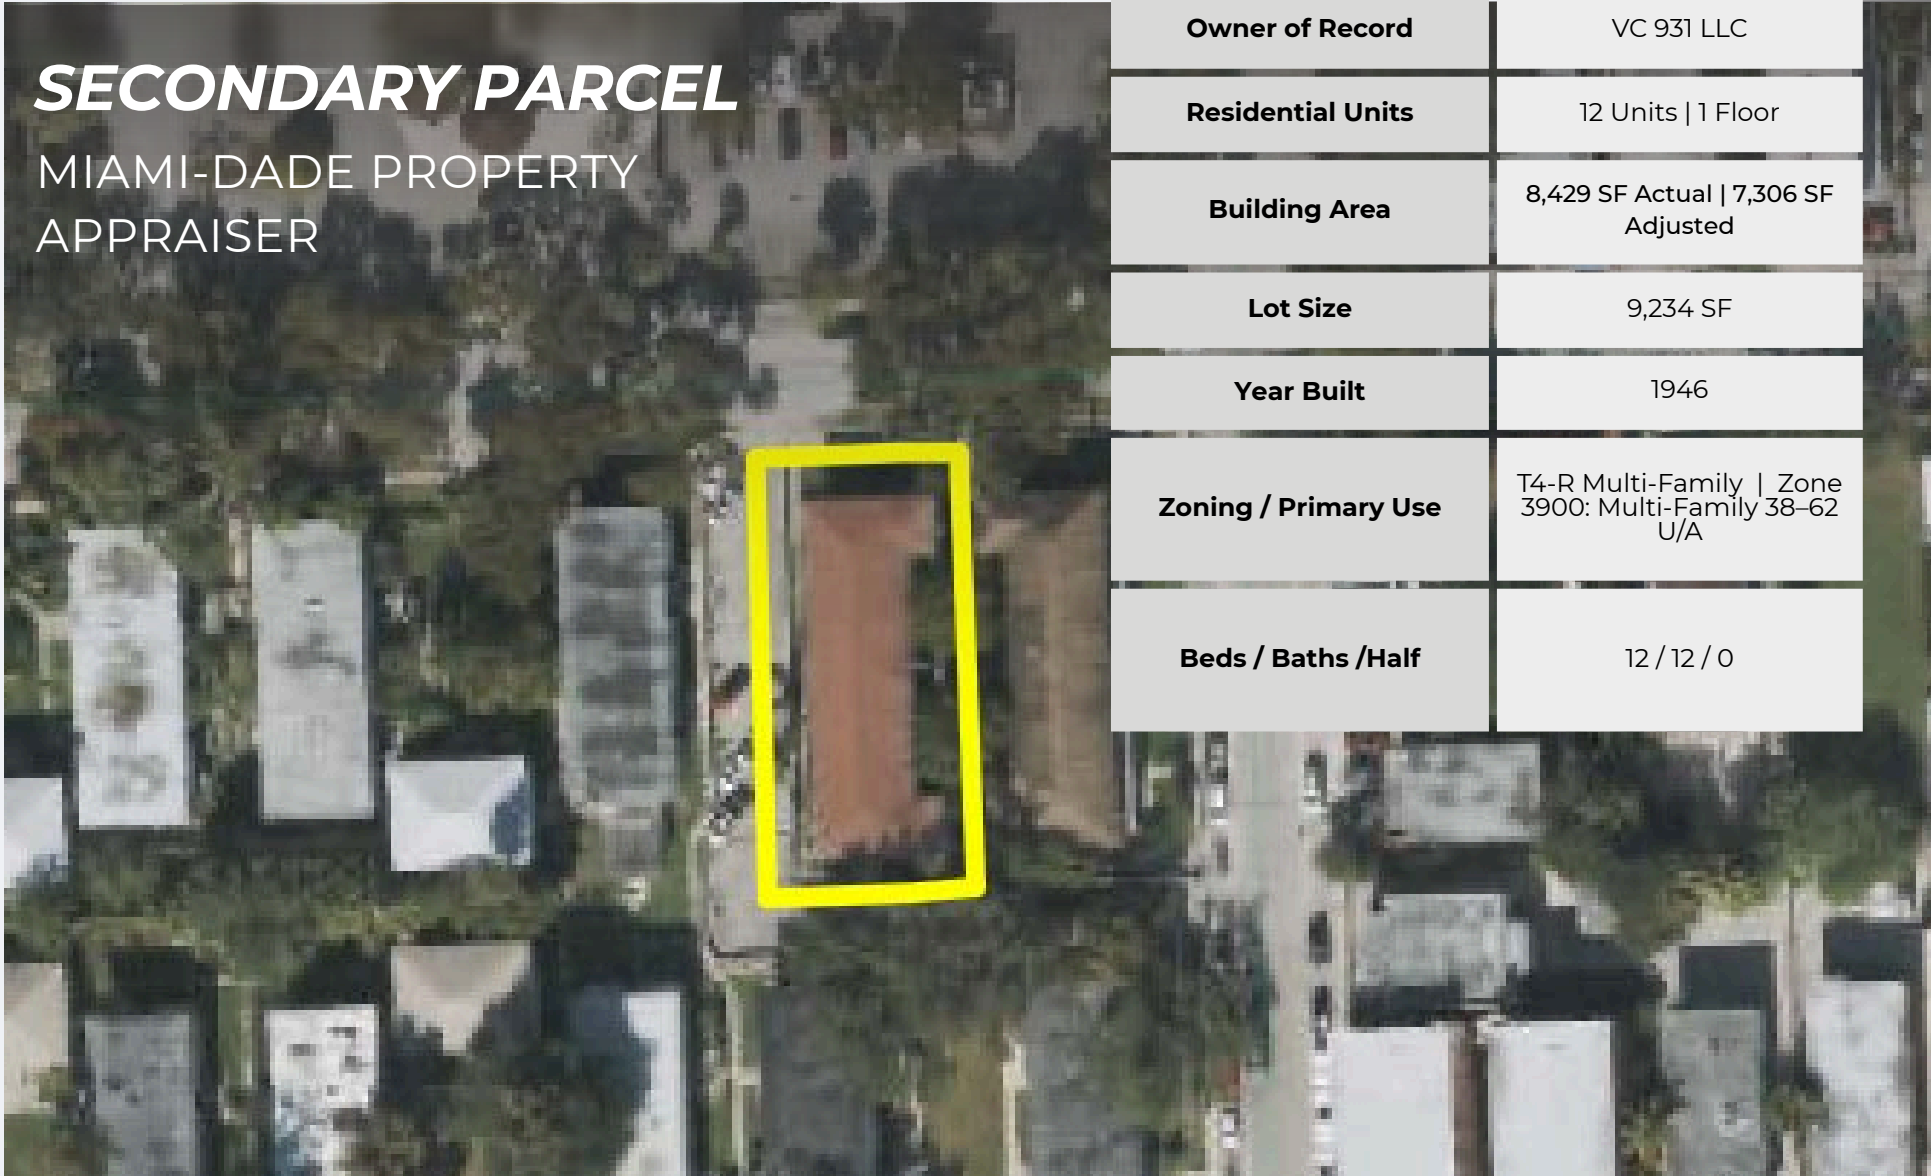 SECONDARY PARCEL
MIAMI-DADE PROPERTY
APPRAISER
Owner of Record
VC 931 LLC
Residential Units
12 Units | 1 Floor
Building Area
8,429 SF Actual | 7,306 SF
Adjusted
Lot Size
9,234 SF
Year Built
1946
Zoning / Primary Use
T4-R Multi-Family | Zone
3900: Multi-Family 38–62
U/A
Beds / Baths /Half
12 / 12 / 0